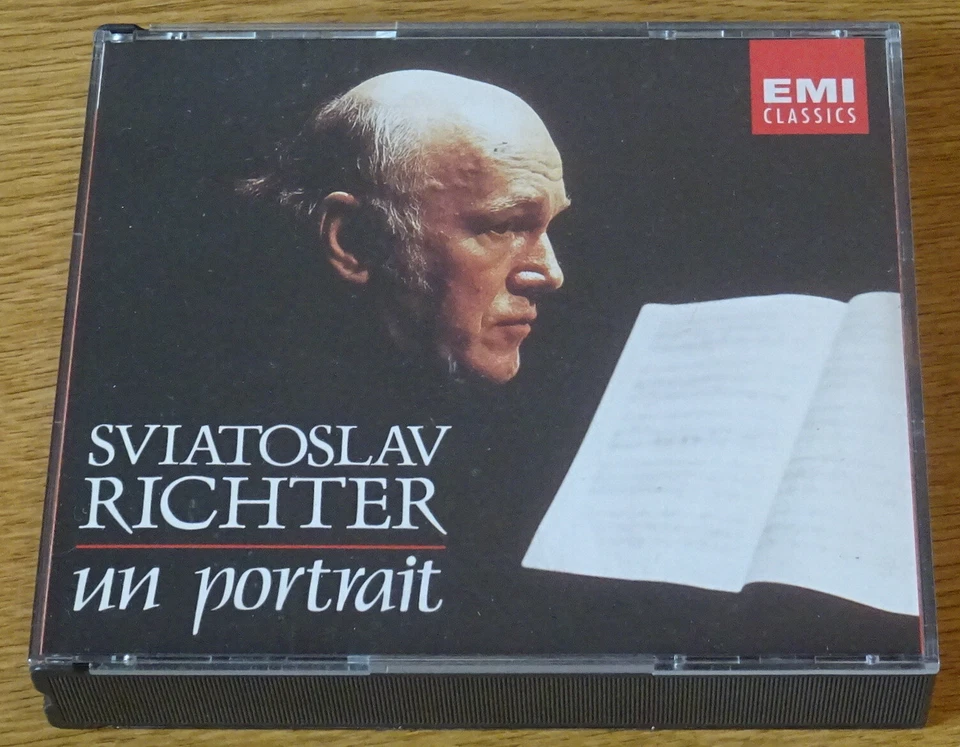 EMI
CLASSICS
SVIATOSLAV
RICHTER
un portrait